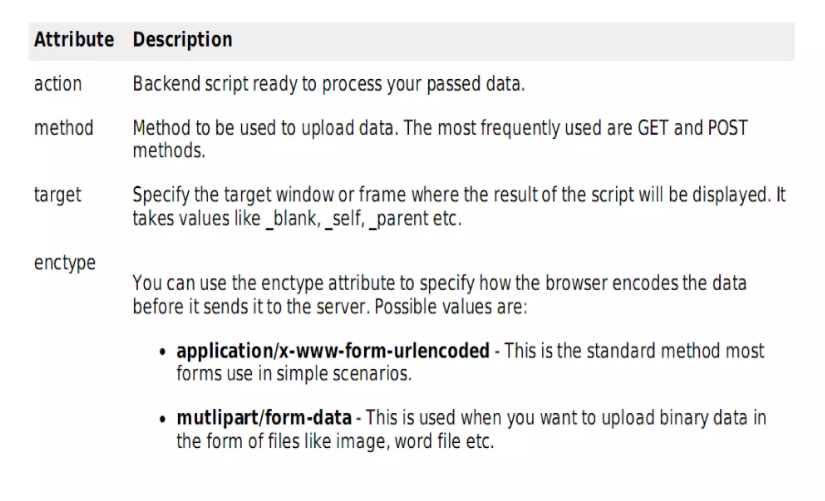 Attribute Description
action Backend script ready to process your passed data.
method Method to be used to upload data. The most frequently used are GET and POST
methods.
target Specify the target window or frame where the result of the script will be displayed. It
takes values like _blank, _self, _parent etc.
enctype
You can use the enctype attribute to specify how the browser encodes the data
before it sends it to the server. Possible values are:
• application/x-www-form-urlencoded - This is the standard method most
forms use in simple scenarios.
• mutlipart/form-data - This is used when you want to upload binary data in
the form of files like image, word file etc.